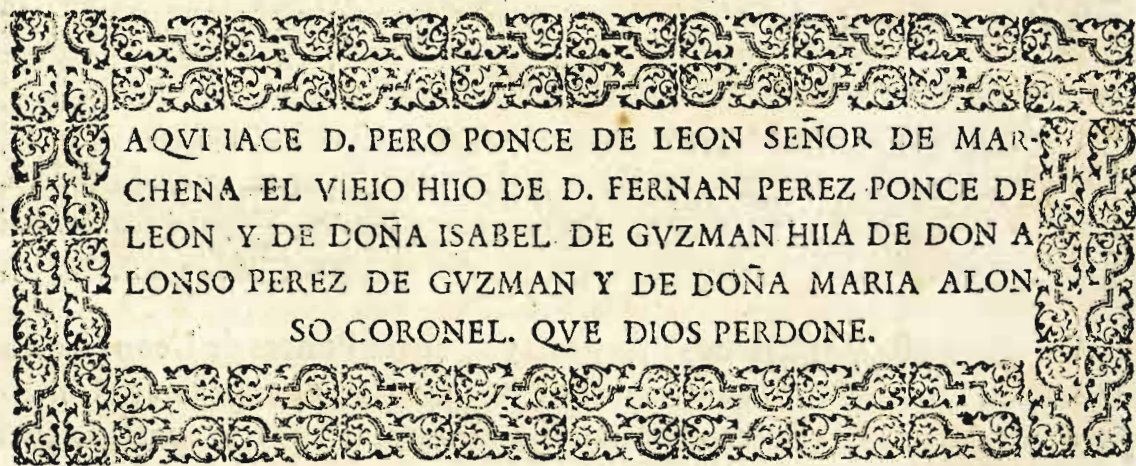 AQVI IACE D. PERO PONCE DE LEON SEÑOR DE MAR-
CHENA EL VIEIO HIIO DE D. FERNAN PEREZ PONCE DE
LEON Y DE DOÑA ISABEL DE GVZMAN HIIA DE DON A
LONSO PEREZ DE GVZMAN Y DE DOÑA MARIA ALON
SO CORONEL. QVE DIOS PERDONE.